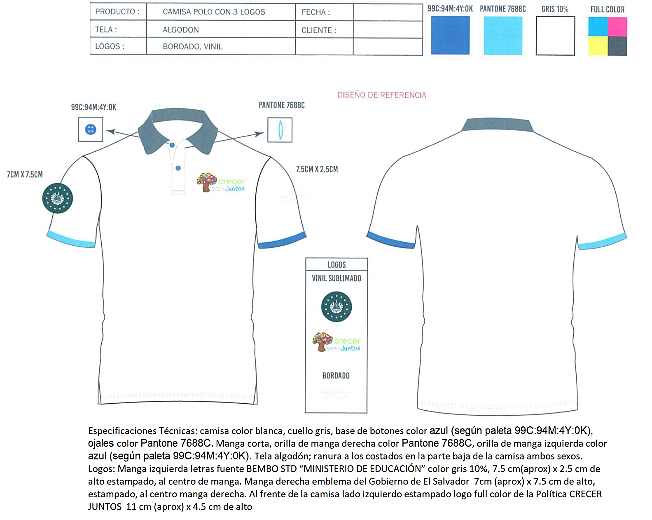 PRODUCTO : CAMISA POLO CON 3 LOGOS FECHA :
TELA : ALGODON CLIENTE :
LOGOS : BORDADO, VINIL
99C:94M:4Y:0K PANTONE 7688C GRIS 10% FULL COLOR
DISEÑO DE REFERENCIA
99C:94M:4Y:0K
PANTONE 7688C
7CM X 7.5CM
7.5CM X 2.5CM
crecer
Juntos
LOGOS
VINIL SUBLIMADO
crecer
Juntos
BORDADO
Especificaciones Técnicas: camisa color blanca, cuello gris, base de botones color azul (según paleta 99C:94M:4Y:0K),
ojales color Pantone 7688C. Manga corta, orilla de manga derecha color Pantone 7688C, orilla de manga izquierda color
azul (según paleta 99C:94M:4Y:0K). Tela algodón; ranura a los costados en la parte baja de la camisa ambos sexos.
Logos: Manga izquierda letras fuente BEMBO STD "MINISTERIO DE EDUCACIÓN" color gris 10%, 7.5 cm(aprox) x 2.5 cm de
alto estampado, al centro de manga. Manga derecha emblema del Gobierno de El Salvador 7cm (aprox) x 7.5 cm de alto,
estampado, al centro manga derecha. Al frente de la camisa lado izquierdo estampado logo full color de la Política CRECER
JUNTOS 11 cm (aprox) x 4.5 cm de alto